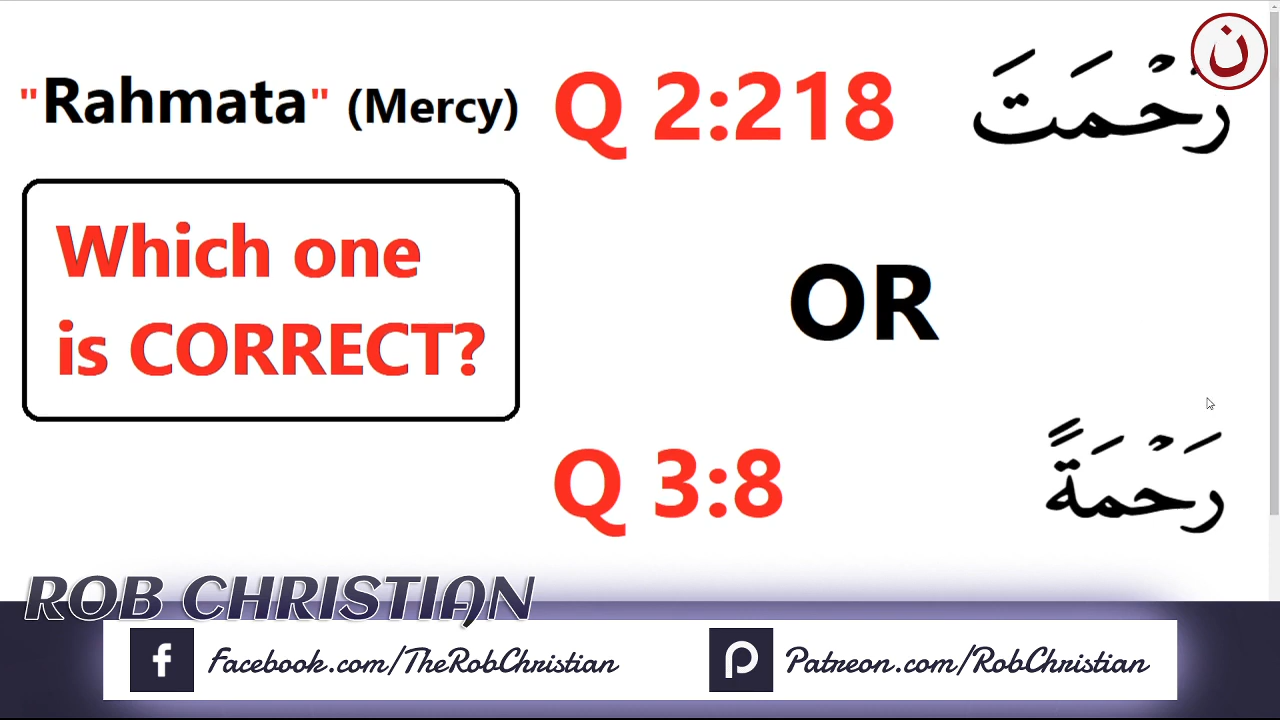 "Rahmata" (Mercy) Q 2:218 رَحْمَتَ
ن
Which one
is CORRECT?
OR
Q 3:8 رَحْمَةً
ROB CHRISTIAN
f Facebook.com/TheRobChristian
Patreon.com/RobChristian